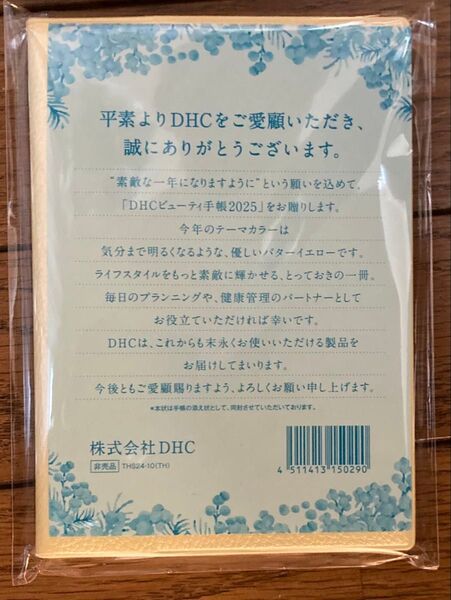 平素よりDHCをご愛顧いただき、
誠にありがとうございます。
“素敵な一年になりますように”という願いを込めて、
「DHCビューティ手帳2025」をお贈りします。
今年のテーマカラーは
気分まで明るくなるような、優しいバターイエローです。
ライフスタイルをもっと素敵に輝かせる、とっておきの一冊。
毎日のプランニングや、健康管理のパートナーとして
お役立ていただければ幸いです。
DHCは、これからも末永くお使いいただける製品を
お届けしてまいります。
今後ともご愛顧賜りますよう、よろしくお願い申し上げます。
*本状は手帳の添え状として、同封させていただいております。
株式会社DHC
非売品 THS24-10(TH)
4 511413 150290